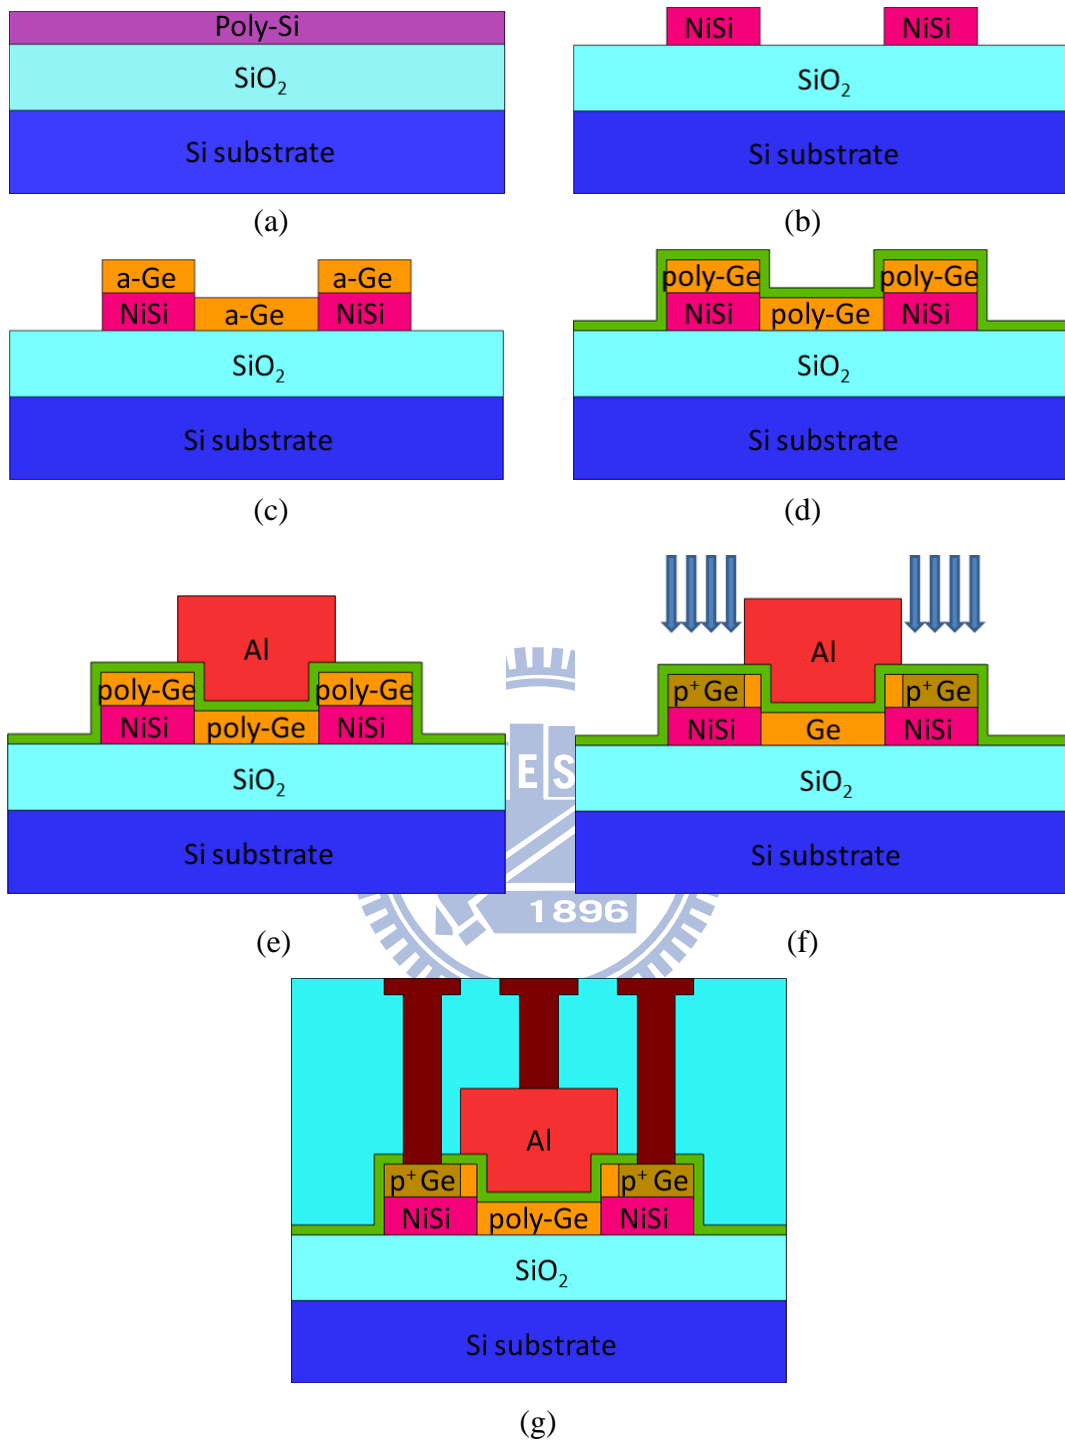 Poly-Si
SiO₂
Si substrate
(a)
NiSi NiSi
SiO₂
Si substrate
(b)
a-Ge a-Ge
NiSi a-Ge NiSi
SiO₂
Si substrate
(c)
poly-Ge poly-Ge
NiSi poly-Ge NiSi
SiO₂
Si substrate
(d)
Al
poly-Ge poly-Ge
NiSi poly-Ge NiSi
SiO₂
Si substrate
(e)
Al
p⁺ Ge p⁺ Ge
NiSi Ge NiSi
SiO₂
Si substrate
(f)
ES
1896
Al
p⁺ Ge p⁺ Ge
NiSi poly-Ge NiSi
SiO₂
Si substrate
(g)